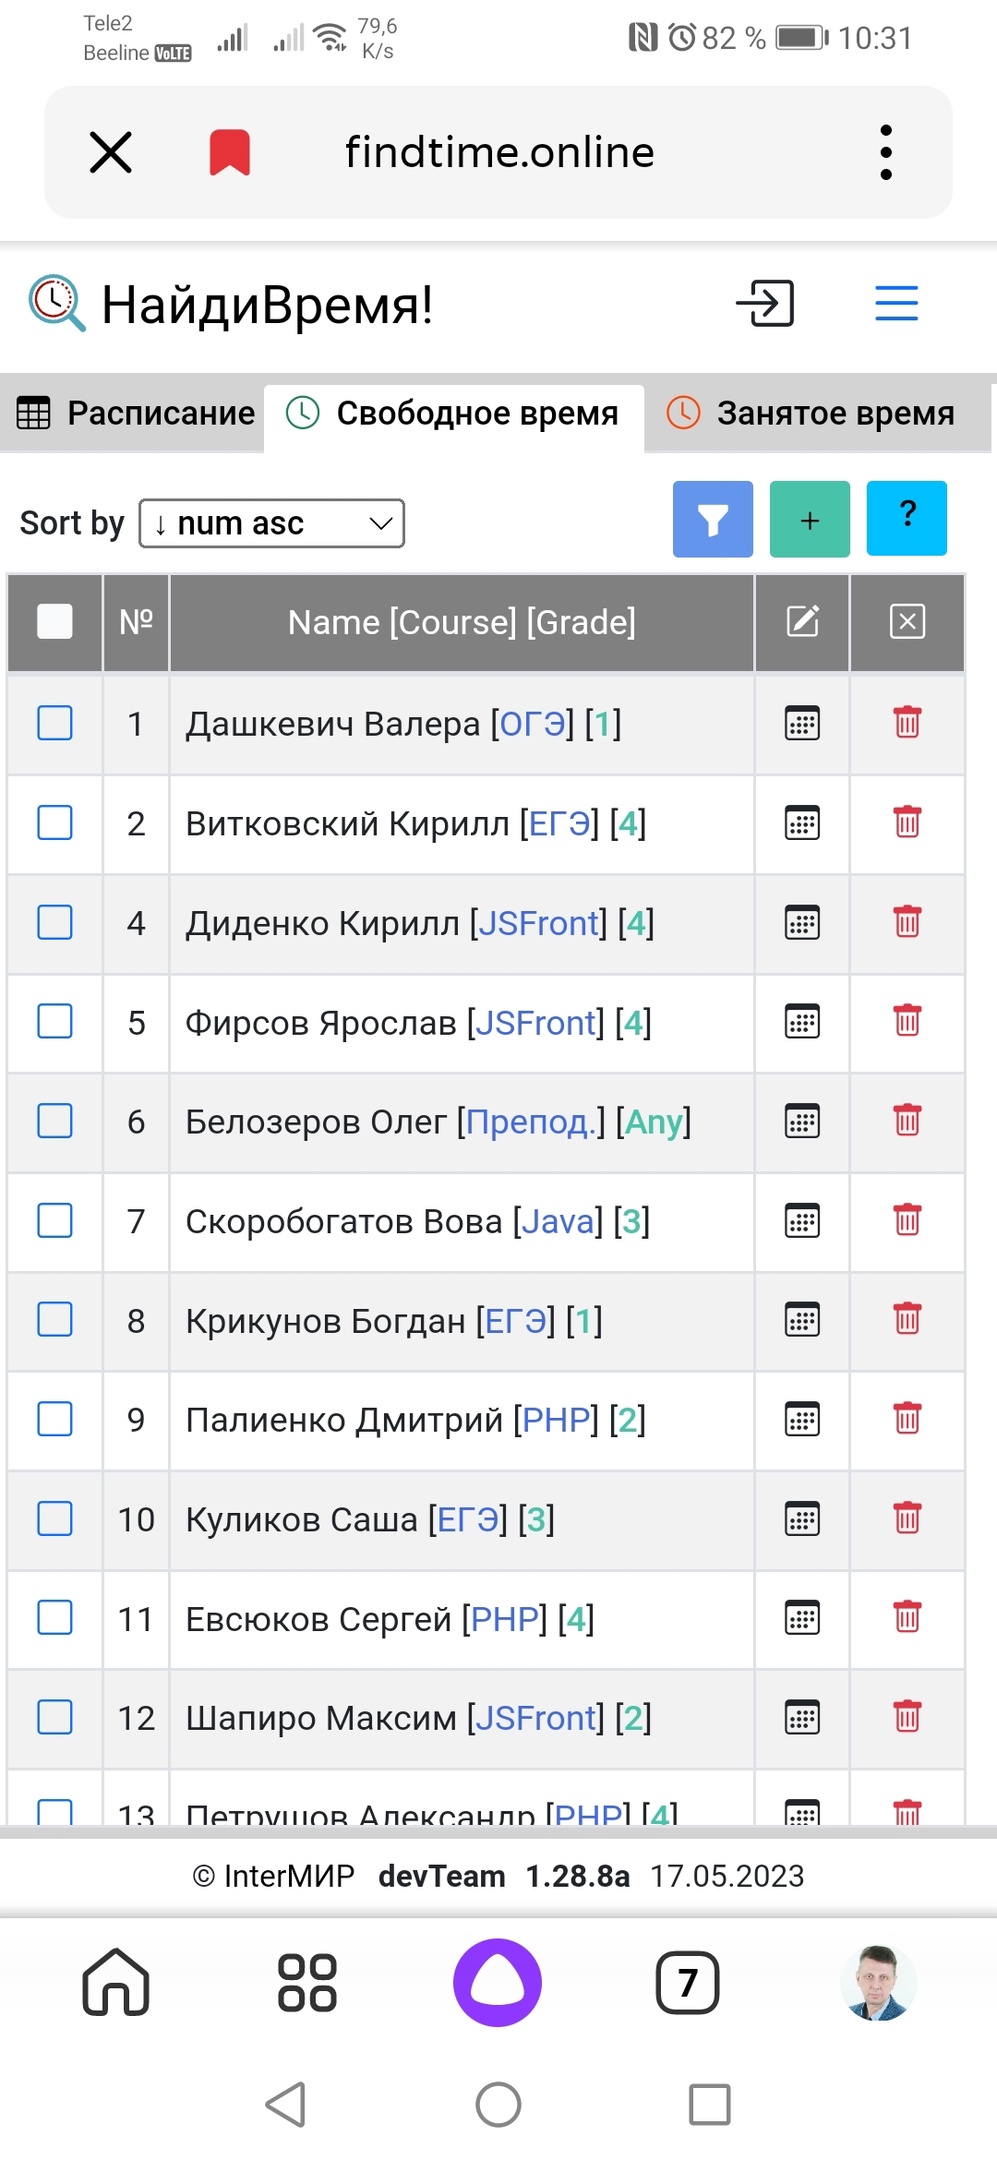 Tele2
Beeline VoLTE
79,6
K/s
82 %
10:31
findtime.online
НайдиВремя!
Расписание Свободное время Занятое время
Sort by ↓ num asc + ?
№ Name [Course] [Grade]
1 Дашкевич Валера [ОГЭ] [1]
2 Витковский Кирилл [ЕГЭ] [4]
4 Диденко Кирилл [JSFront] [4]
5 Фирсов Ярослав [JSFront] [4]
6 Белозеров Олег [Препод.] [Any]
7 Скоробогатов Вова [Java] [3]
8 Крикунов Богдан [ЕГЭ] [1]
9 Палиенко Дмитрий [PHP] [2]
10 Куликов Саша [ЕГЭ] [3]
11 Евсюков Сергей [PHP] [4]
12 Шапиро Максим [JSFront] [2]
13 Петрушов Александр [PHP] [4]
© InterМИР devTeam 1.28.8a 17.05.2023
7